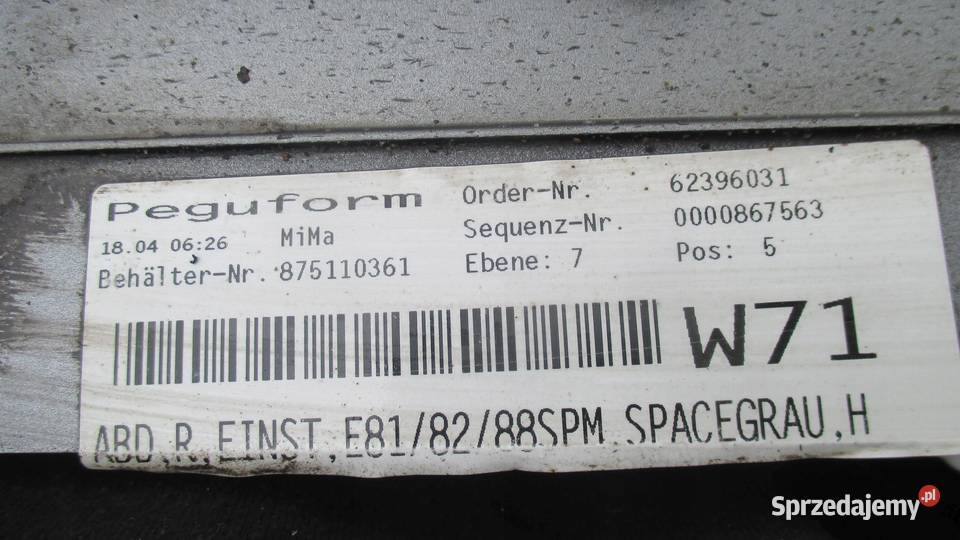 Peguform
18.04 06:26 MiMa
Behälter-Nr. 875110361
Order-Nr. 62396031
Sequenz-Nr. 0000867563
Ebene: 7 Pos: 5
W71
ABD.R.EINST,E81/82/88SPM.SPACEGRAU,H
Sprzedajemy.pl